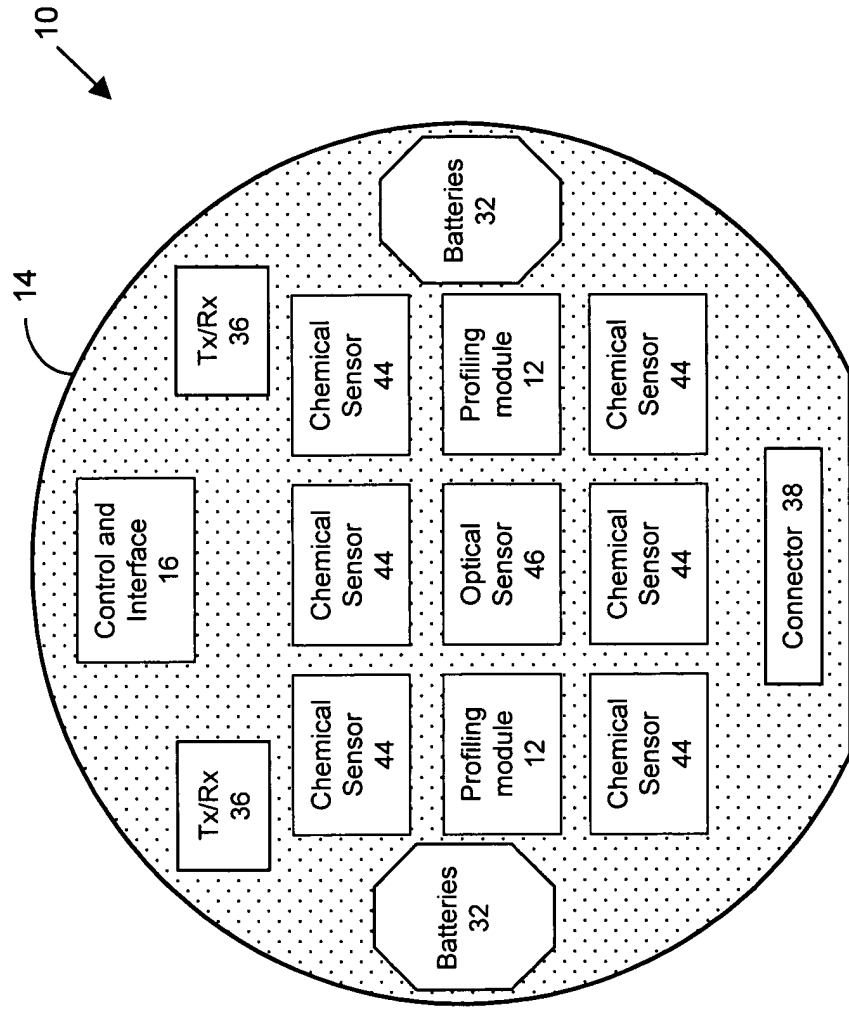 10
14
Control and
Interface
16
Tx/Rx
36
Tx/Rx
36
Chemical
Sensor
44
Chemical
Sensor
44
Chemical
Sensor
44
Batteries
32
Profiling
module
12
Optical
Sensor
46
Profiling
module
12
Batteries
32
Chemical
Sensor
44
Chemical
Sensor
44
Chemical
Sensor
44
Connector 38